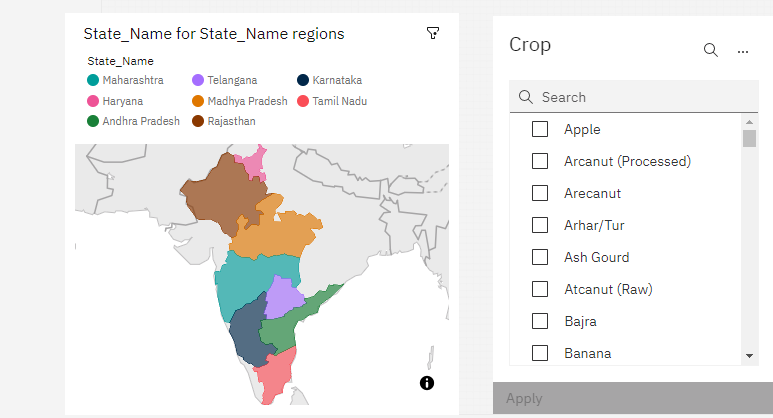 State_Name for State_Name regions
State_Name
Maharashtra Telangana Karnataka
Haryana Madhya Pradesh Tamil Nadu
Andhra Pradesh Rajasthan
Crop
Search
Apple
Arcanut (Processed)
Arecanut
Arhar/Tur
Ash Gourd
Atcanut (Raw)
Bajra
Banana
Apply